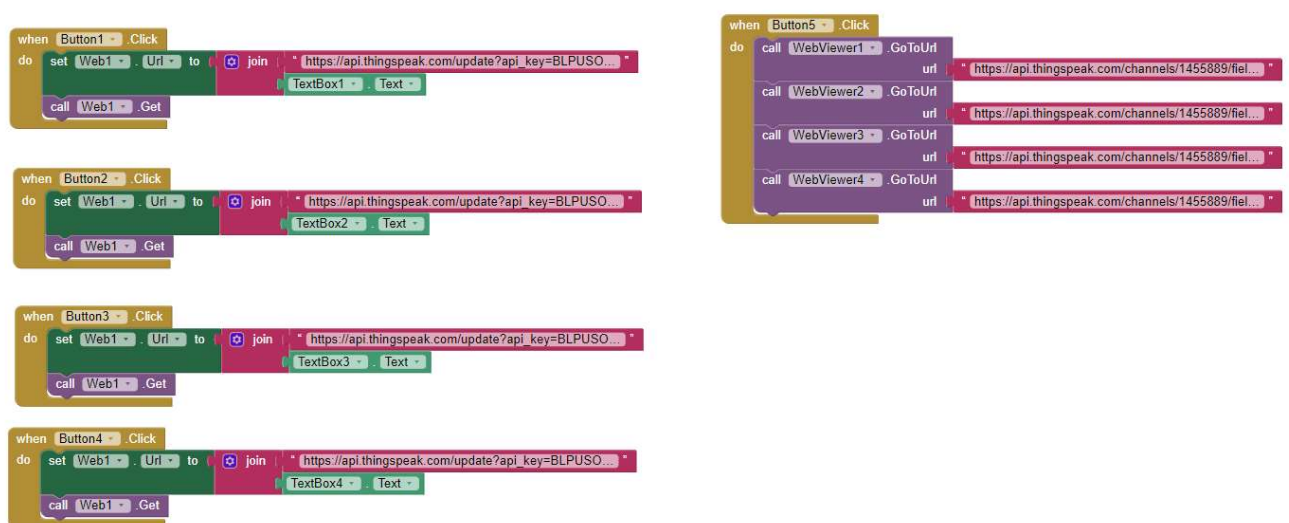 when Button1 .Click
do set Web1 . Url to join " https://api.thingspeak.com/update?api_key=BLPUSO... "
TextBox1 . Text
call Web1 .Get
when Button2 .Click
do set Web1 . Url to join " https://api.thingspeak.com/update?api_key=BLPUSO... "
TextBox2 . Text
call Web1 .Get
when Button3 .Click
do set Web1 . Url to join " https://api.thingspeak.com/update?api_key=BLPUSO... "
TextBox3 . Text
call Web1 .Get
when Button4 .Click
do set Web1 . Url to join " https://api.thingspeak.com/update?api_key=BLPUSO... "
TextBox4 . Text
call Web1 .Get
when Button5 .Click
do call WebViewer1 .GoToUrl
url " https://api.thingspeak.com/channels/1455889/fiel... "
call WebViewer2 .GoToUrl
url " https://api.thingspeak.com/channels/1455889/fiel... "
call WebViewer3 .GoToUrl
url " https://api.thingspeak.com/channels/1455889/fiel... "
call WebViewer4 .GoToUrl
url " https://api.thingspeak.com/channels/1455889/fiel... "